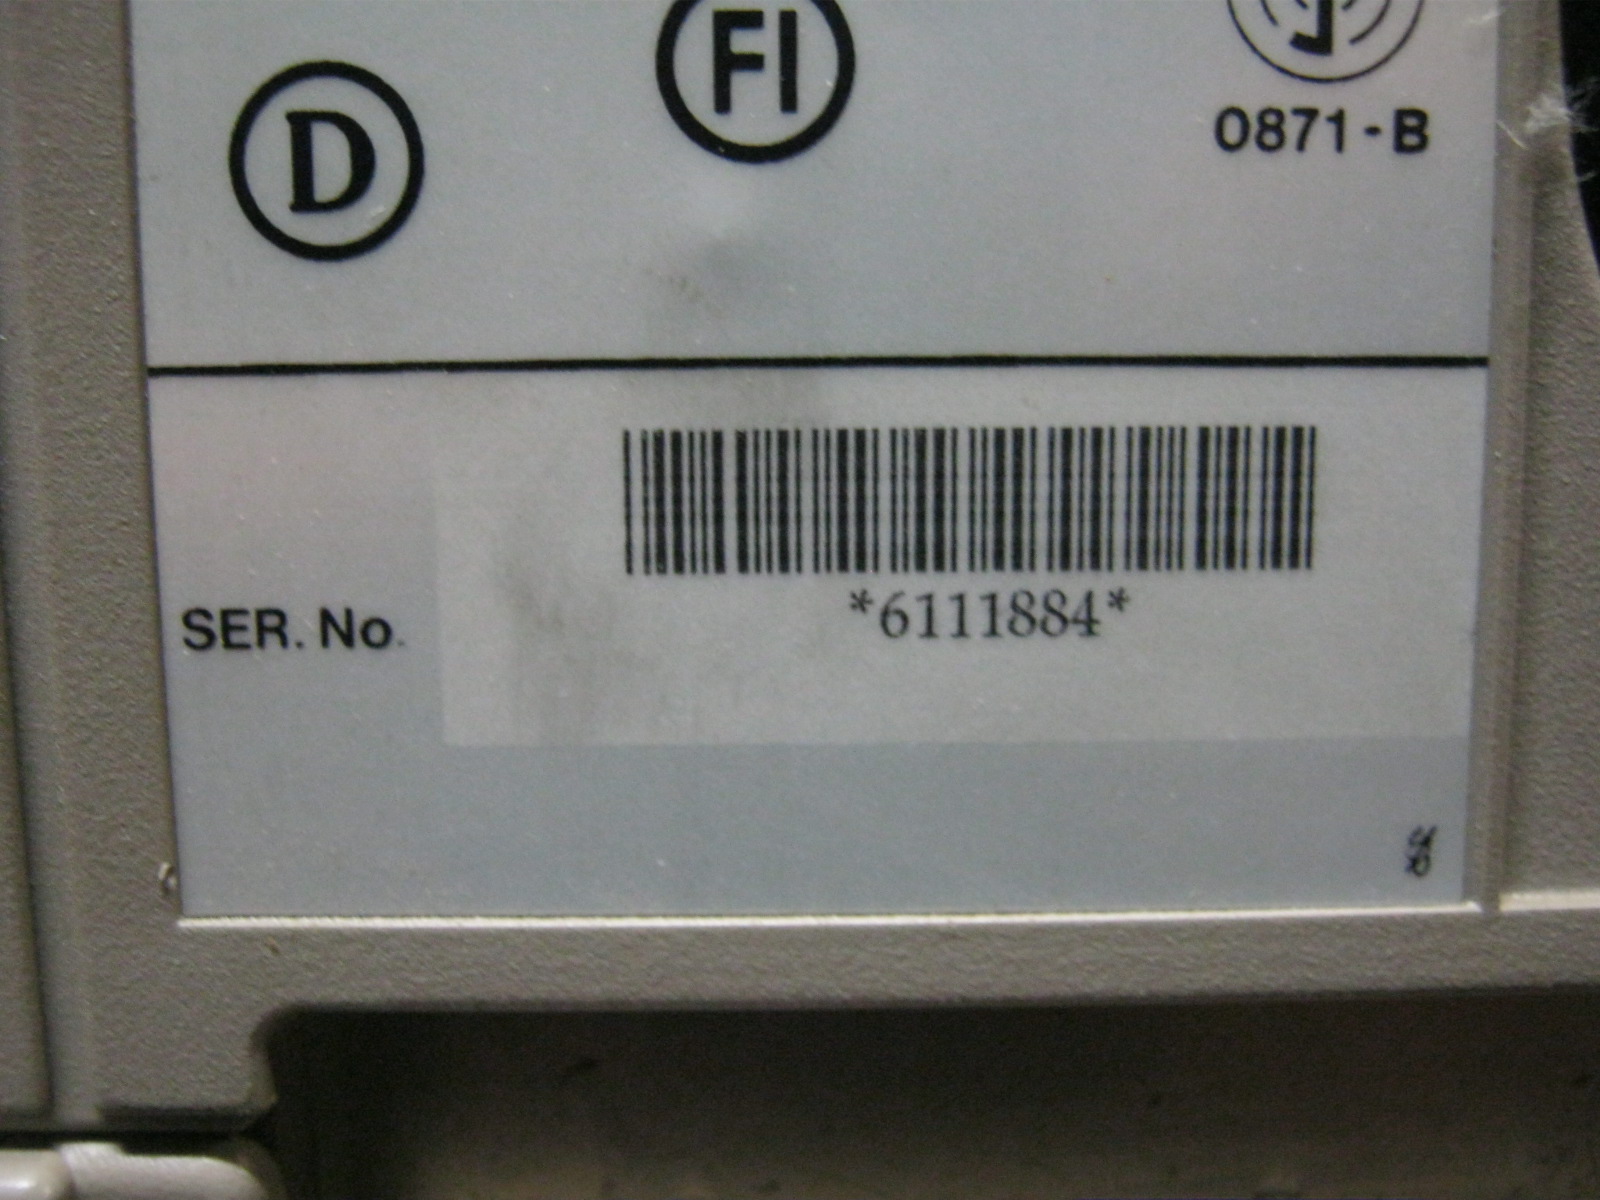 FI
D
0871-B
*6111884*
SER. No.